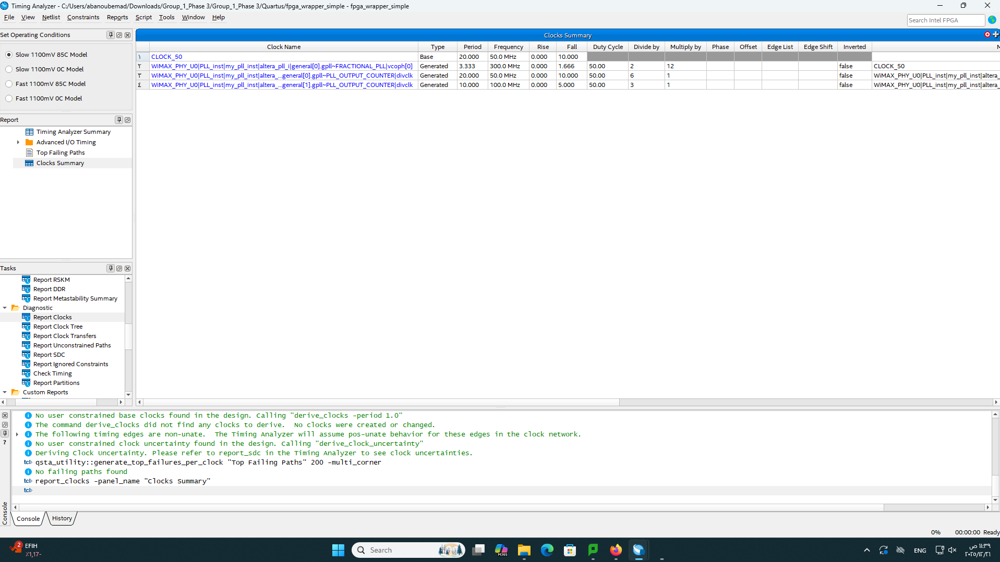 Timing Analyzer - C:/Users/abanoubemad/Downloads/Group_1_Phase 3/Group_1_Phase 3/Quartus/fpga_wrapper_simple - fpga_wrapper_simple
File View Netlist Constraints Reports Script Tools Window Help
Search Intel FPGA
Set Operating Conditions
Slow 1100mV 85C Model
Slow 1100mV 0C Model
Fast 1100mV 85C Model
Fast 1100mV 0C Model
Report
Timing Analyzer Summary
Advanced I/O Timing
Top Failing Paths
Clocks Summary
Tasks
Report RSKM
Report DDR
Report Metastability Summary
Diagnostic
Report Clocks
Report Clock Tree
Report Clock Transfers
Report Unconstrained Paths
Report SDC
Report Ignored Constraints
Check Timing
Report Partitions
Custom Reports
Clocks Summary
Clock Name Type Period Frequency Rise Fall Duty Cycle Divide by Multiply by Phase Offset Edge List Edge Shift Inverted M
١ CLOCK_50 Base 20.000 50.0 MHz 0.000 10.000
٢ WiMAX_PHY_U0|PLL_inst|my_pll_inst|altera_pll_i|general[0].gpll~FRACTIONAL_PLL|vcoph[0] Generated 3.333 300.0 MHz 0.000 1.666 50.00 2 12 false CLOCK_50
٣ WiMAX_PHY_U0|PLL_inst|my_pll_inst|altera_...general[0].gpll~PLL_OUTPUT_COUNTER|divclk Generated 20.000 50.0 MHz 0.000 10.000 50.00 6 1 false WiMAX_PHY_U0|PLL_inst|my_pll_inst|altera_
٤ WiMAX_PHY_U0|PLL_inst|my_pll_inst|altera_...general[1].gpll~PLL_OUTPUT_COUNTER|divclk Generated 10.000 100.0 MHz 0.000 5.000 50.00 3 1 false WiMAX_PHY_U0|PLL_inst|my_pll_inst|altera_
No user constrained base clocks found in the design. Calling "derive_clocks -period 1.0"
The command derive_clocks did not find any clocks to derive.  No clocks were created or changed.
The following timing edges are non-unate.  The Timing Analyzer will assume pos-unate behavior for these edges in the clock network.
No user constrained clock uncertainty found in the design. Calling "derive_clock_uncertainty"
Deriving Clock Uncertainty. Please refer to report_sdc in the Timing Analyzer to see clock uncertainties.
tcl> qsta_utility::generate_top_failures_per_clock "Top Failing Paths" 200 -multi_corner
No failing paths found
tcl> report_clocks -panel_name "Clocks Summary"
tcl>
Console
Console History
0% 00:00:00 Ready
2 EFIH
٪1,17-
Search
M365
ENG
١١:٣٩ ص
٢٠٢٥/١٢/٢١